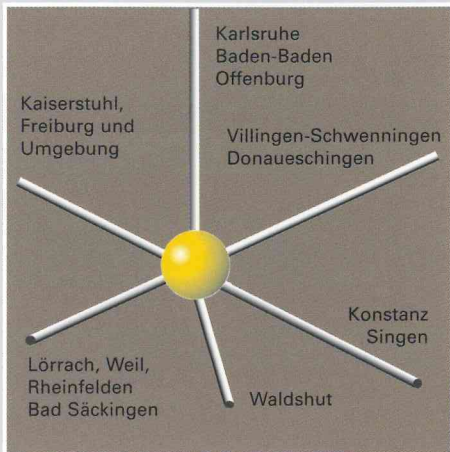 Karlsruhe
Baden-Baden
Offenburg
Kaiserstuhl,
Freiburg und
Umgebung
Villingen-Schwenningen
Donaueschingen
Konstanz
Singen
Lörrach, Weil,
Rheinfelden
Bad Säckingen
Waldshut